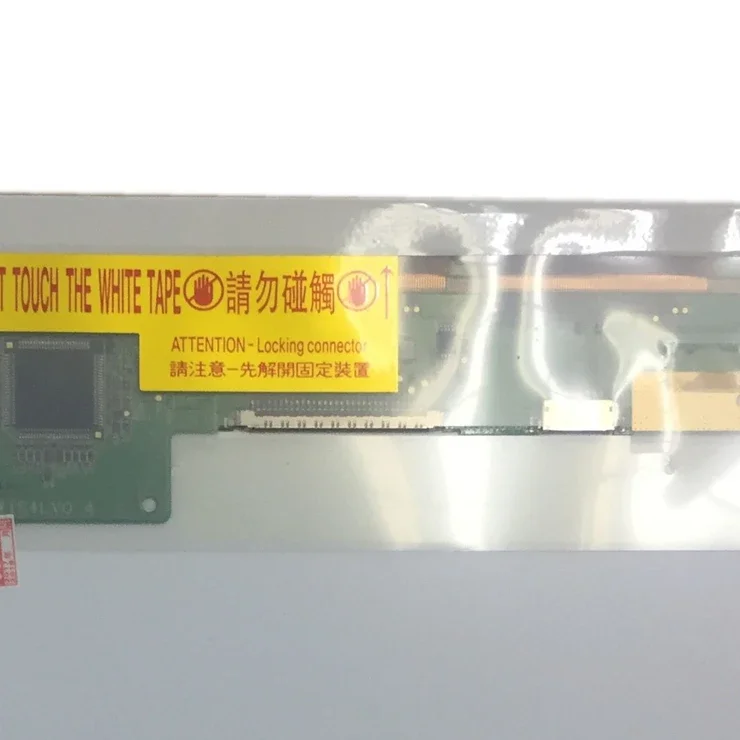 T TOUCH THE WHITE TAPE 請勿碰觸
ATTENTION - Locking connector
請注意-先解開固定裝置